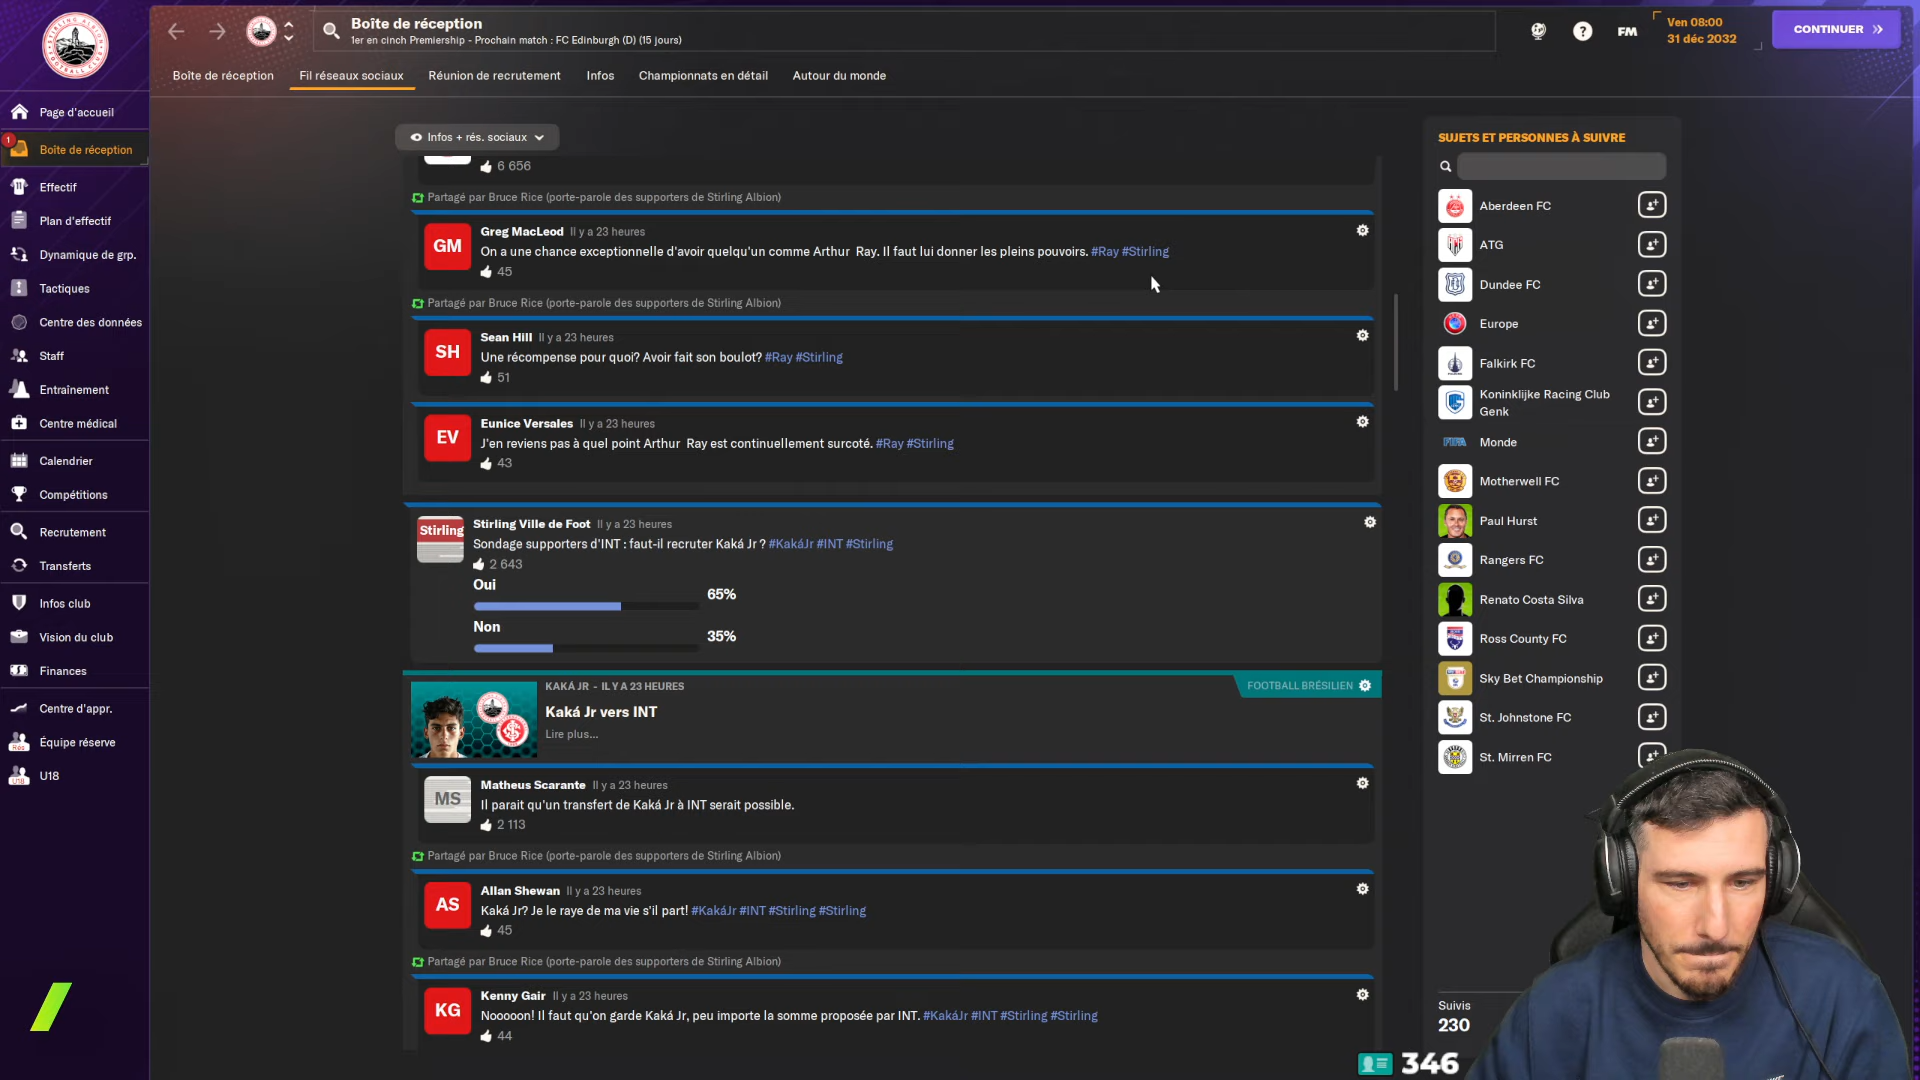 Boîte de réception
1er en cinch Premiership - Prochain match : FC Edinburgh (D) (15 jours)
FM
Ven 08:00
31 déc 2032
CONTINUER
Boîte de réception
Fil réseaux sociaux
Réunion de recrutement
Infos
Championnats en détail
Autour du monde
Page d'accueil
1
Boîte de réception
Effectif
Plan d'effectif
Dynamique de grp.
Tactiques
Centre des données
Staff
Entraînement
Centre médical
Calendrier
Compétitions
Recrutement
Transferts
Infos club
Vision du club
Finances
Centre d'appr.
Équipe réserve
U18
Infos + rés. sociaux
6 656
Partagé par Bruce Rice (porte-parole des supporters de Stirling Albion)
GM
Greg MacLeod Il y a 23 heures
On a une chance exceptionnelle d'avoir quelqu'un comme Arthur Ray. Il faut lui donner les pleins pouvoirs. #Ray #Stirling
45
Partagé par Bruce Rice (porte-parole des supporters de Stirling Albion)
SH
Sean Hill Il y a 23 heures
Une récompense pour quoi? Avoir fait son boulot? #Ray #Stirling
51
EV
Eunice Versales Il y a 23 heures
J'en reviens pas à quel point Arthur Ray est continuellement surcoté. #Ray #Stirling
43
Stirling
Stirling Ville de Foot Il y a 23 heures
Sondage supporters d'INT : faut-il recruter Kaká Jr ? #KakáJr #INT #Stirling
2 643
Oui
65%
Non
35%
KAKÁ JR - IL Y A 23 HEURES
FOOTBALL BRÉSILIEN
Kaká Jr vers INT
Lire plus...
MS
Matheus Scarante Il y a 23 heures
Il parait qu'un transfert de Kaká Jr à INT serait possible.
2 113
Partagé par Bruce Rice (porte-parole des supporters de Stirling Albion)
AS
Allan Shewan Il y a 23 heures
Kaká Jr? Je le raye de ma vie s'il part! #KakáJr #INT #Stirling #Stirling
45
Partagé par Bruce Rice (porte-parole des supporters de Stirling Albion)
KG
Kenny Gair Il y a 23 heures
Nooooon! Il faut qu'on garde Kaká Jr, peu importe la somme proposée par INT. #KakáJr #INT #Stirling #Stirling
44
SUJETS ET PERSONNES À SUIVRE
Aberdeen FC
ATG
Dundee FC
Europe
Falkirk FC
Koninklijke Racing Club
Genk
FIFA
Monde
Motherwell FC
Paul Hurst
Rangers FC
Renato Costa Silva
Ross County FC
Sky Bet Championship
St. Johnstone FC
St. Mirren FC
Suivis
230
346